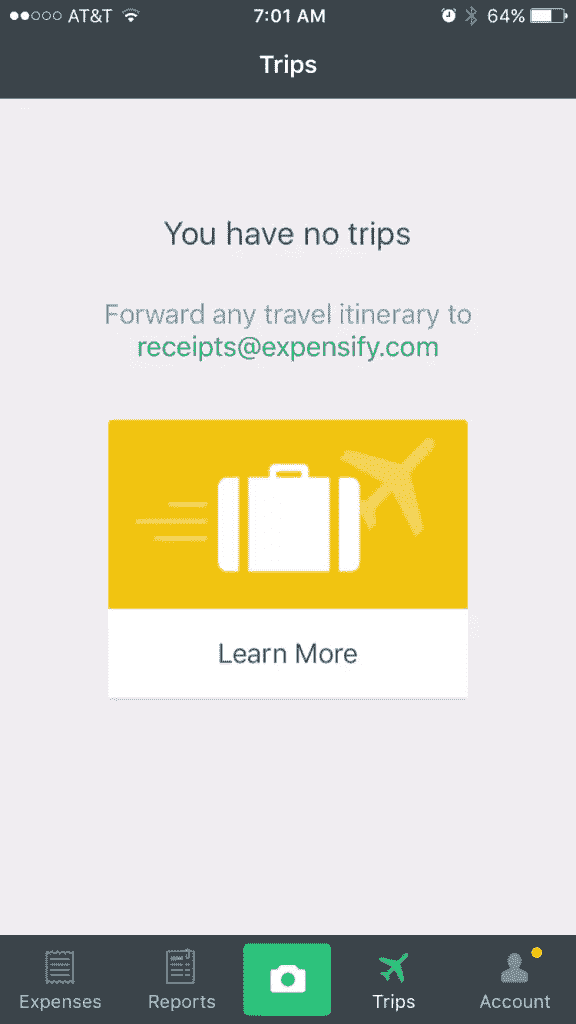 AT&T 7:01 AM 64%
Trips
You have no trips
Forward any travel itinerary to
receipts@expensify.com
Learn More
Expenses Reports Trips Account